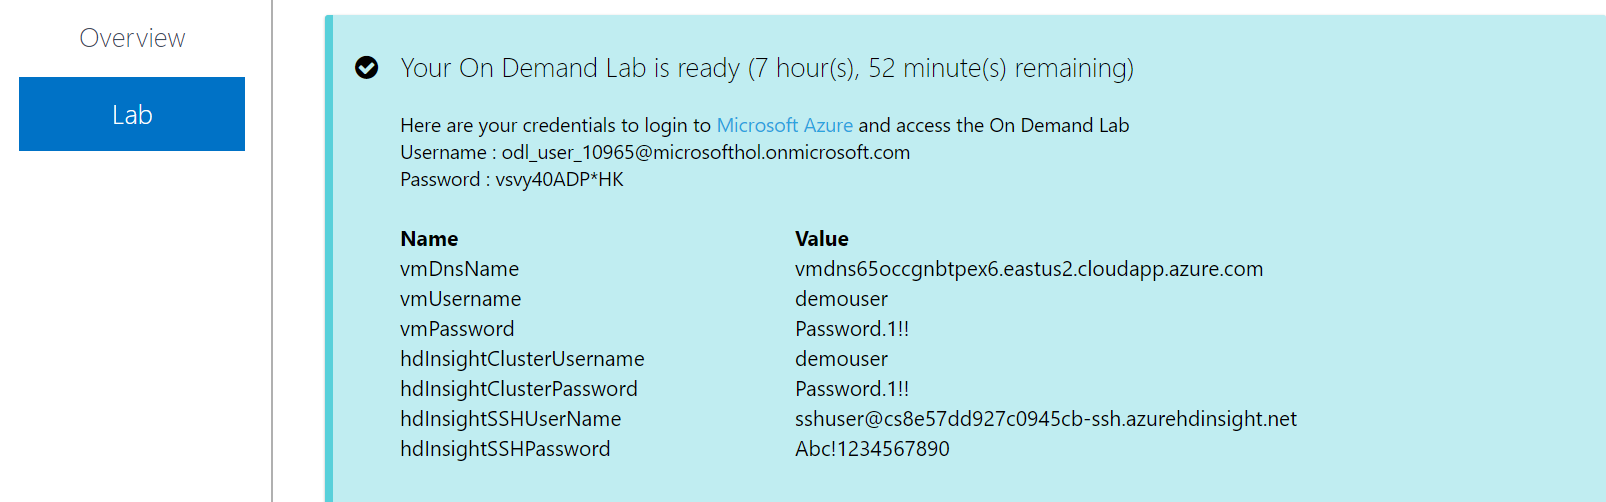 Overview
Lab
Your On Demand Lab is ready (7 hour(s), 52 minute(s) remaining)
Here are your credentials to login to Microsoft Azure and access the On Demand Lab
Username : odl_user_10965@microsofthol.onmicrosoft.com
Password : vsvy40ADP*HK
Name Value
vmDnsName vmdns65occgnbtpex6.eastus2.cloudapp.azure.com
vmUsername demouser
vmPassword Password.1!!
hdInsightClusterUsername demouser
hdInsightClusterPassword Password.1!!
hdInsightSSHUserName sshuser@cs8e57dd927c0945cb-ssh.azurehdinsight.net
hdInsightSSHPassword Abc!1234567890